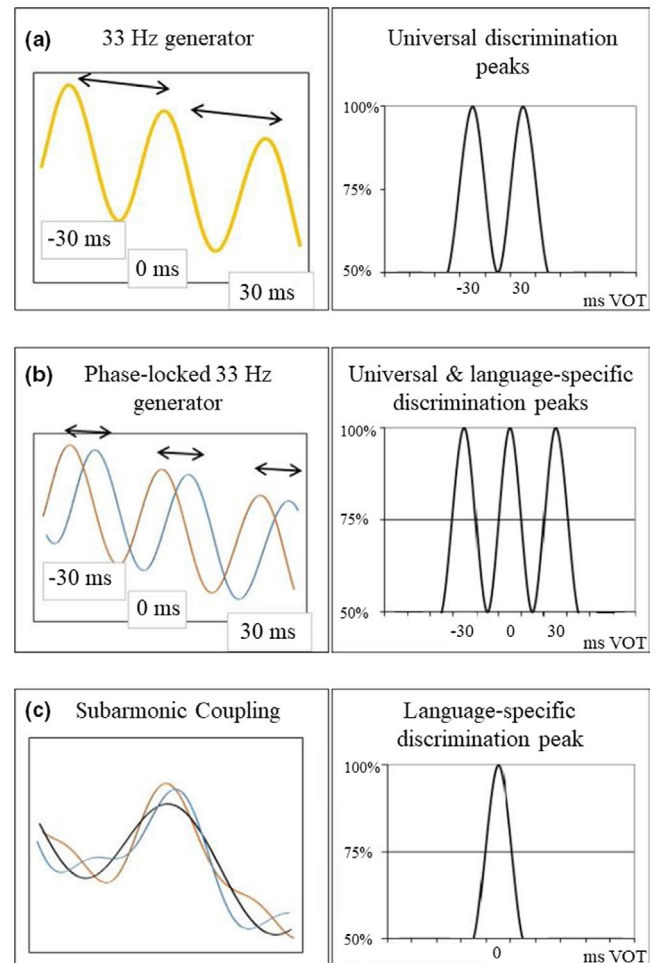 (a) 33 Hz generator
-30 ms
0 ms
30 ms
Universal discrimination
peaks
100%
75%
50%
-30 30
ms VOT
(b) Phase-locked 33 Hz
generator
-30 ms
0 ms
30 ms
Universal & language-specific
discrimination peaks
100%
75%
50%
-30 0 30
ms VOT
(c) Subarmonic Coupling
Language-specific
discrimination peak
100%
75%
50%
0
ms VOT